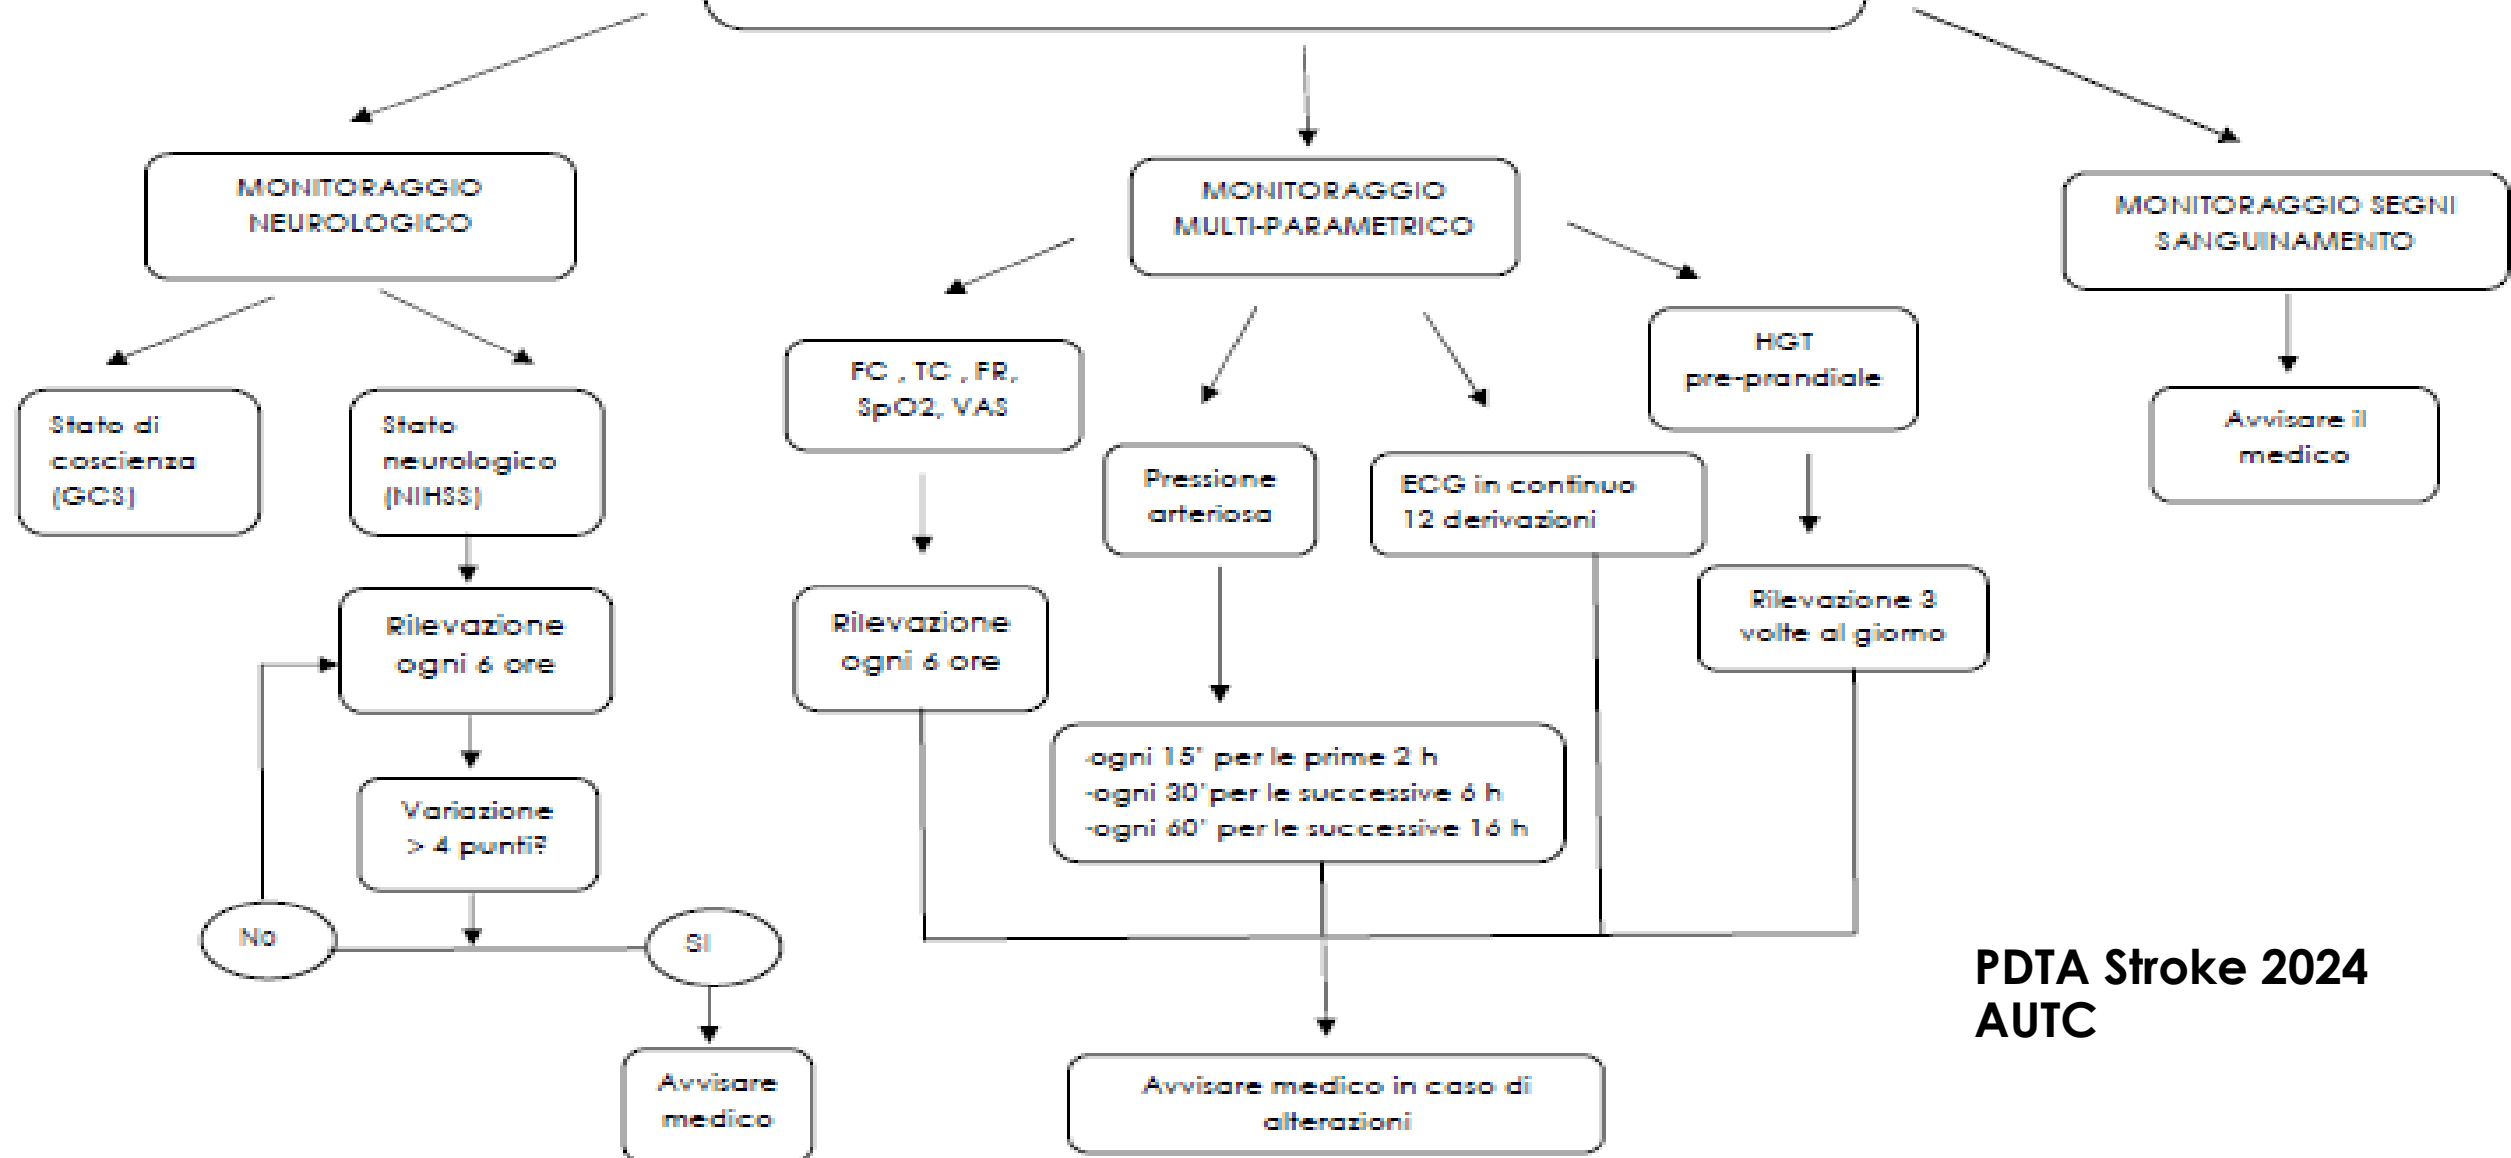 MONITORAGGIO
NEUROLOGICO
MONITORAGGIO
MULTI-PARAMETRICO
MONITORAGGIO SEGNI
SANGUINAMENTO
Stato di
coscienza
(GCS)
Stato
neurologico
(NIHSS)
FC , TC , FR,
SpO2, VAS
Pressione
arteriosa
ECG in continuo
12 derivazioni
HGT
pre-prandiale
Avvisare il
medico
Rilevazione
ogni 6 ore
Rilevazione
ogni 6 ore
Rilevazione 3
volte al giorno
-ogni 15' per le prime 2 h
-ogni 30'per le successive 6 h
-ogni 60' per le successive 16 h
Variazione
> 4 punti?
No
SI
Avvisare
medico
Avvisare medico in caso di
alterazioni
PDTA Stroke 2024
AUTC